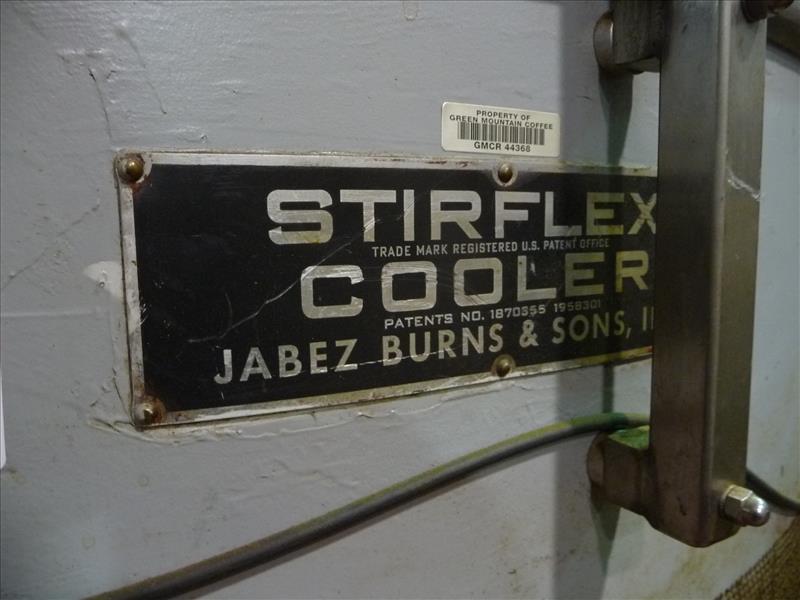 PROPERTY OF
GREEN MOUNTAIN COFFEE
GMCR 44368
STIRFLEX
TRADE MARK REGISTERED U.S. PATENT OFFICE
COOLER
PATENTS NO. 1870355 1958301
JABEZ BURNS & SONS,